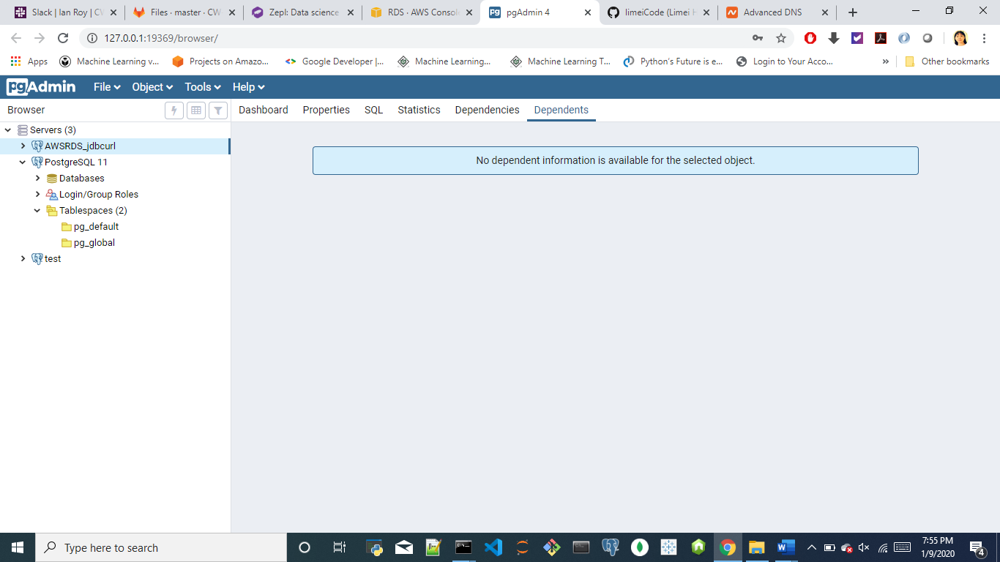 Slack | Ian Roy | CW
Files · master · CW
Zepl: Data science
RDS · AWS Console
pgAdmin 4
limeiCode (Limei H
Advanced DNS
127.0.0.1:19369/browser/
Apps
Machine Learning v...
Projects on Amazo...
Google Developer |...
Machine Learning...
Machine Learning T...
Python's Future is e...
Login to Your Acco...
»
Other bookmarks
pgAdmin
File
Object
Tools
Help
Browser
Dashboard
Properties
SQL
Statistics
Dependencies
Dependents
Servers (3)
AWSRDS_jdbcurl
PostgreSQL 11
Databases
Login/Group Roles
Tablespaces (2)
pg_default
pg_global
test
No dependent information is available for the selected object.
Type here to search
7:55 PM
1/9/2020
4